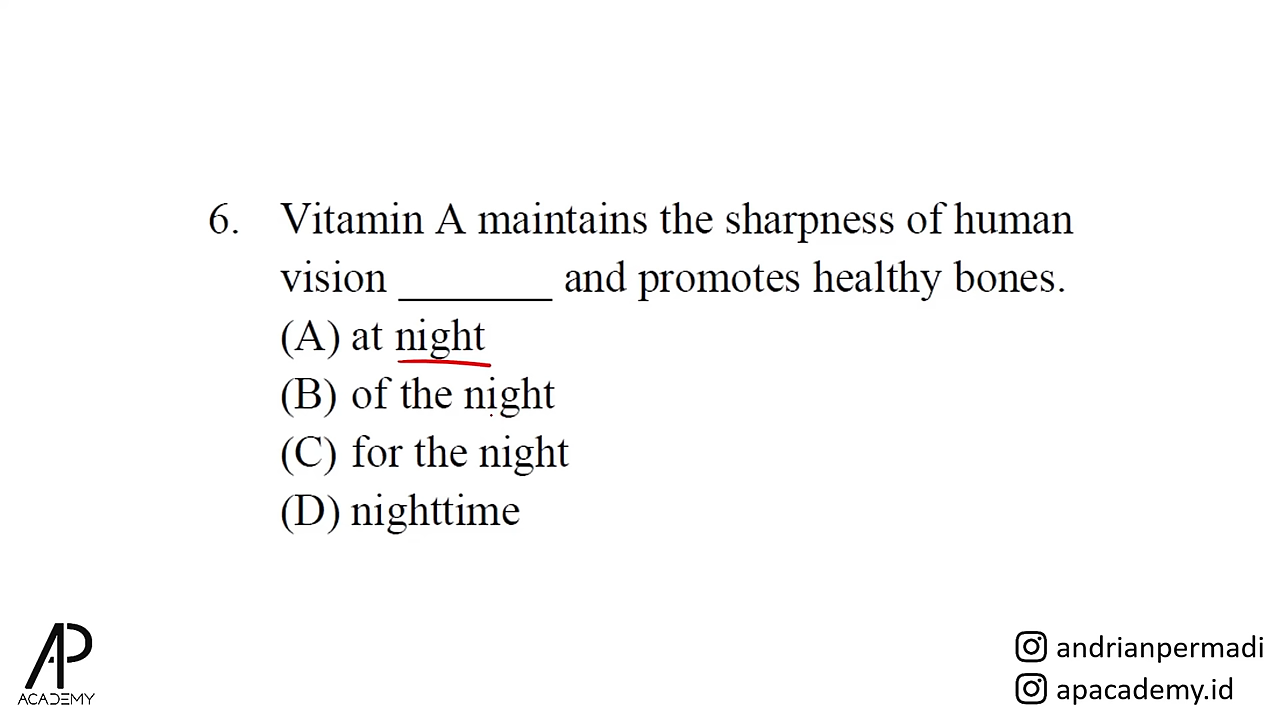 6. Vitamin A maintains the sharpness of human
vision _______ and promotes healthy bones.
(A) at night
(B) of the night
(C) for the night
(D) nighttime
AP
ACADEMY
andrianpermadi
apacademy.id